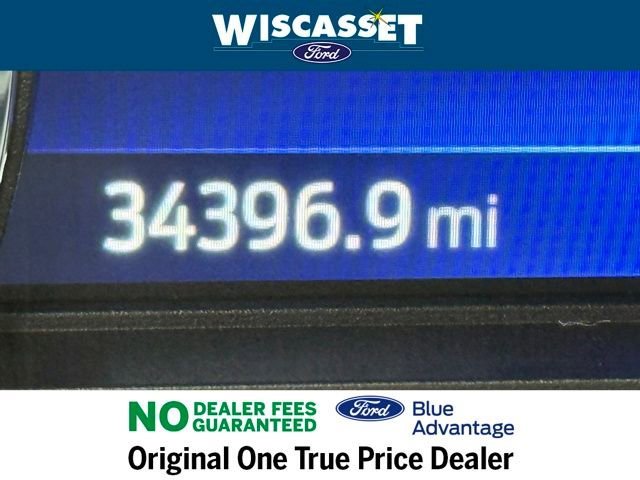 WISCASSET
Ford
34396.9 mi
NO DEALER FEES GUARANTEED
Ford Blue Advantage
Original One True Price Dealer